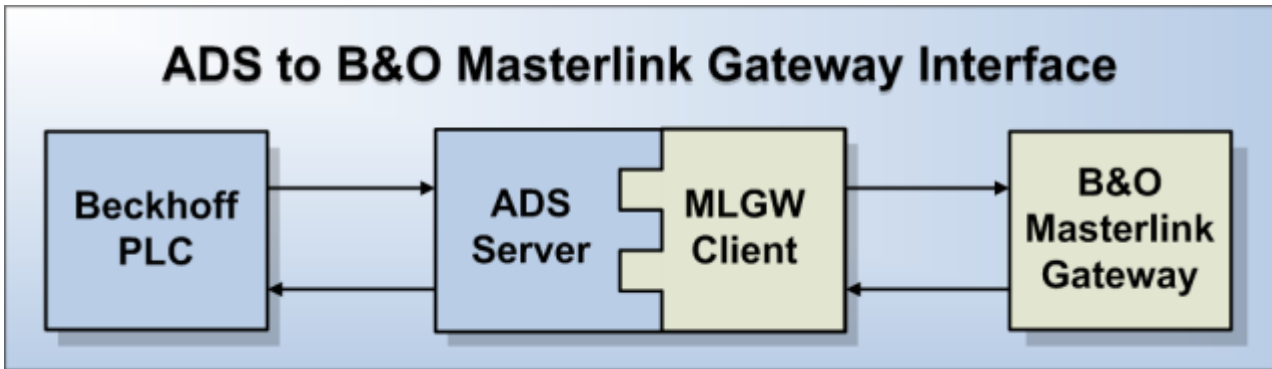 ADS to B&O Masterlink Gateway Interface
Beckhoff
PLC
ADS
Server
MLGW
Client
B&O
Masterlink
Gateway